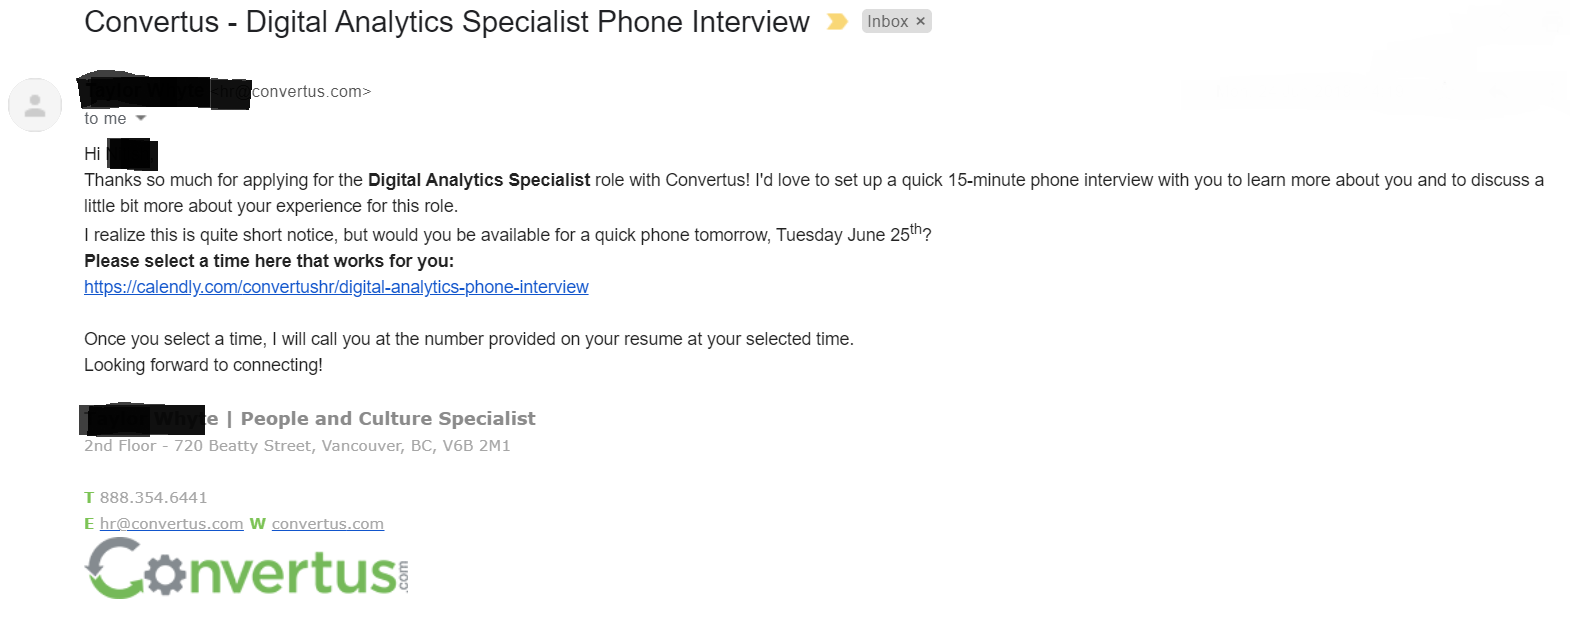 Convertus - Digital Analytics Specialist Phone Interview Inbox ×
<hr@convertus.com>
to me
Hi
Thanks so much for applying for the Digital Analytics Specialist role with Convertus! I'd love to set up a quick 15-minute phone interview with you to learn more about you and to discuss a
little bit more about your experience for this role.
I realize this is quite short notice, but would you be available for a quick phone tomorrow, Tuesday June 25th?
Please select a time here that works for you:
https://calendly.com/convertushr/digital-analytics-phone-interview
Once you select a time, I will call you at the number provided on your resume at your selected time.
Looking forward to connecting!
| People and Culture Specialist
2nd Floor - 720 Beatty Street, Vancouver, BC, V6B 2M1
T 888.354.6441
E hr@convertus.com W convertus.com
Convertus.com